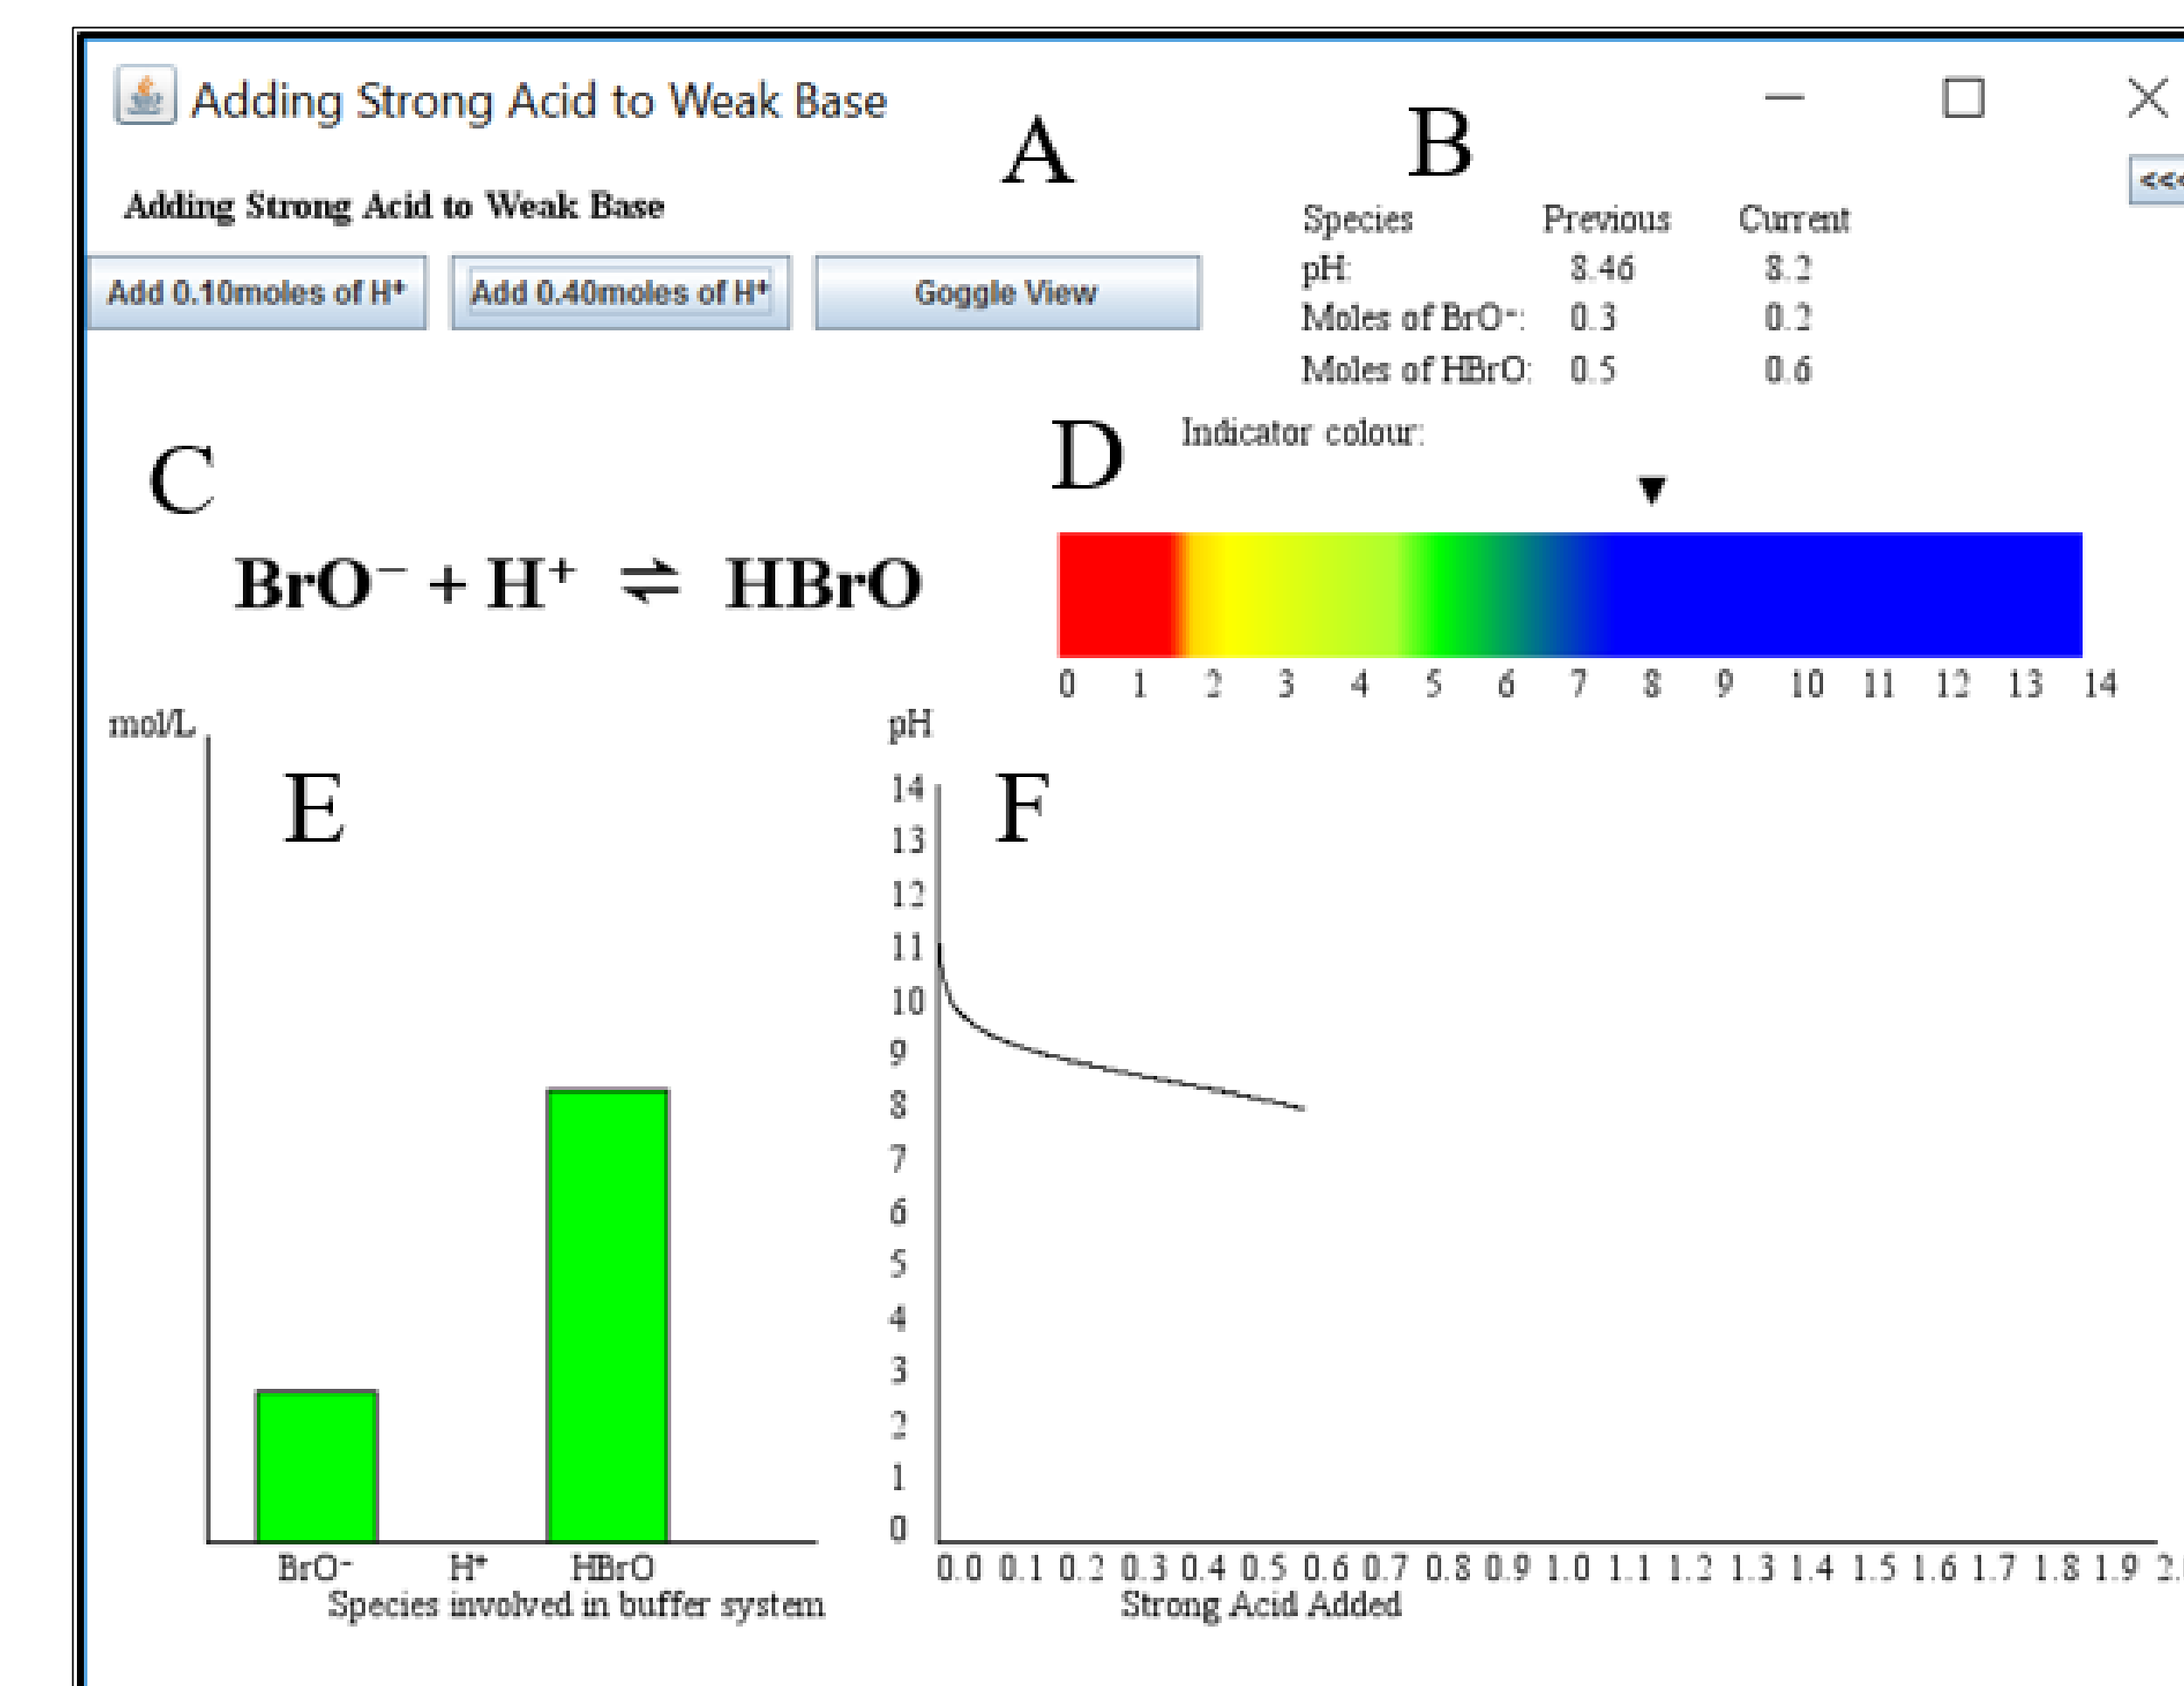 Adding Strong Acid to Weak Base
A
B
<<<
Adding Strong Acid to Weak Base
Species Previous Current
Add 0.10moles of H⁺ Add 0.40moles of H⁺ Goggle View
pH: 8.46 8.2
Moles of BrO⁻: 0.3 0.2
Moles of HBrO: 0.5 0.6
D Indicator colour:
C
BrO⁻ + H⁺ ⇌ HBrO
0 1 2 3 4 5 6 7 8 9 10 11 12 13 14
mol/L
E
BrO⁻ H⁺ HBrO
Species involved in buffer system
pH
F
14
13
12
11
10
9
8
7
6
5
4
3
2
1
0
0.0 0.1 0.2 0.3 0.4 0.5 0.6 0.7 0.8 0.9 1.0 1.1 1.2 1.3 1.4 1.5 1.6 1.7 1.8 1.9 2.
Strong Acid Added